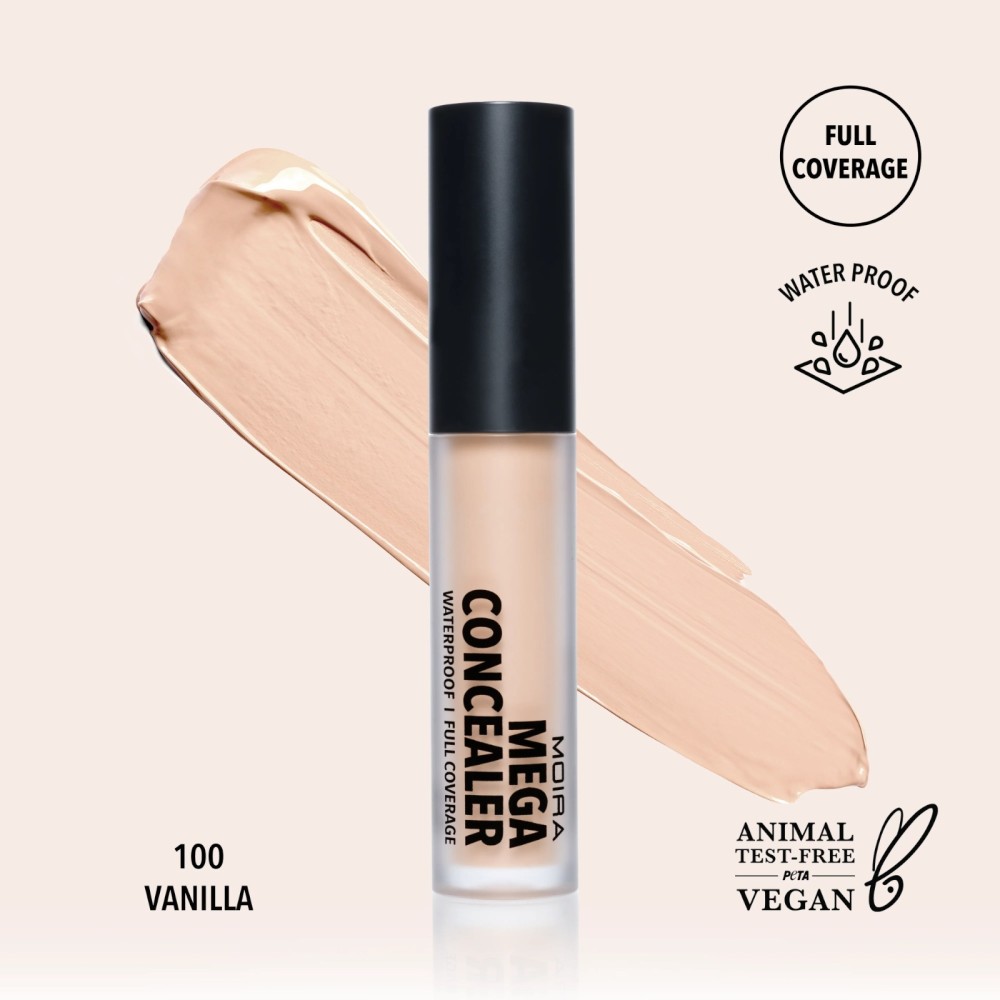 FULL
COVERAGE
WATER PROOF
MOIRA
MEGA
CONCEALER
WATERPROOF | FULL COVERAGE
100
VANILLA
ANIMAL
TEST-FREE
PETA
VEGAN